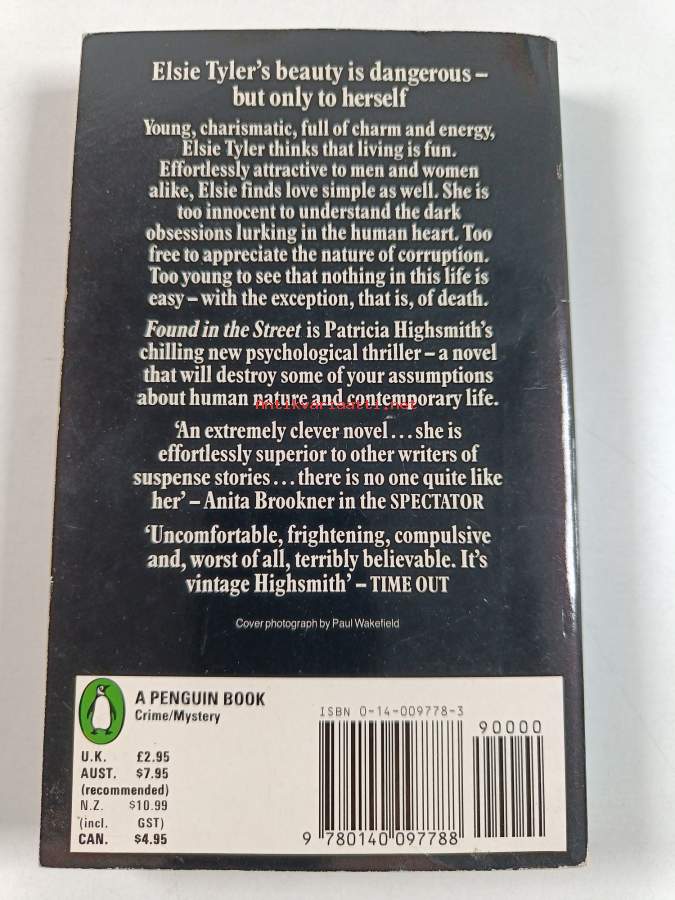 Elsie Tyler's beauty is dangerous –
but only to herself
Young, charismatic, full of charm and energy,
Elsie Tyler thinks that living is fun.
Effortlessly attractive to men and women
alike, Elsie finds love simple as well. She is
too innocent to understand the dark
obsessions lurking in the human heart. Too
free to appreciate the nature of corruption.
Too young to see that nothing in this life is
easy – with the exception, that is, of death.
Found in the Street is Patricia Highsmith's
chilling new psychological thriller – a novel
that will destroy some of your assumptions
about human nature and contemporary life.
Antikvariaatti.net
'An extremely clever novel... she is
effortlessly superior to other writers of
suspense stories... there is no one quite like
her' – Anita Brookner in the SPECTATOR
'Uncomfortable, frightening, compulsive
and, worst of all, terribly believable. It's
vintage Highsmith' – TIME OUT
Cover photograph by Paul Wakefield
A PENGUIN BOOK
Crime/Mystery
U.K. £2.95
AUST. $7.95
(recommended)
N.Z. $10.99
(incl. GST)
CAN. $4.95
ISBN 0-14-009778-3
90000
9 780140 097788